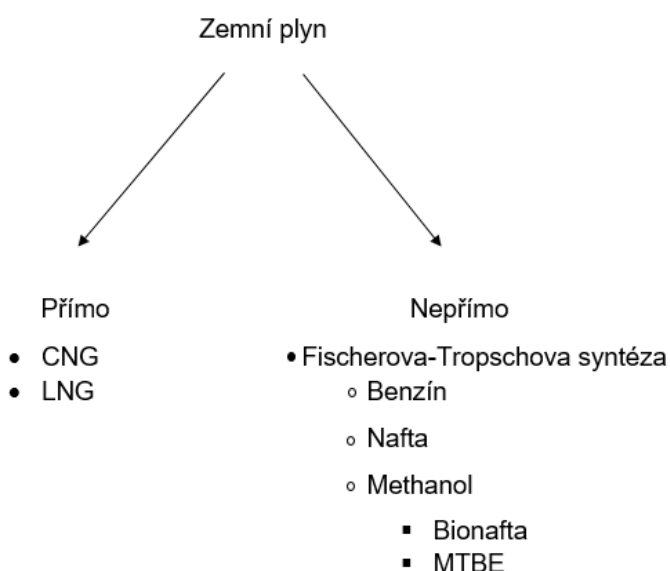 Zemní plyn
Přímo
• CNG
• LNG
Nepřímo
• Fischerova-Tropschova syntéza
o Benzín
o Nafta
o Methanol
▪ Bionafta
▪ MTBE